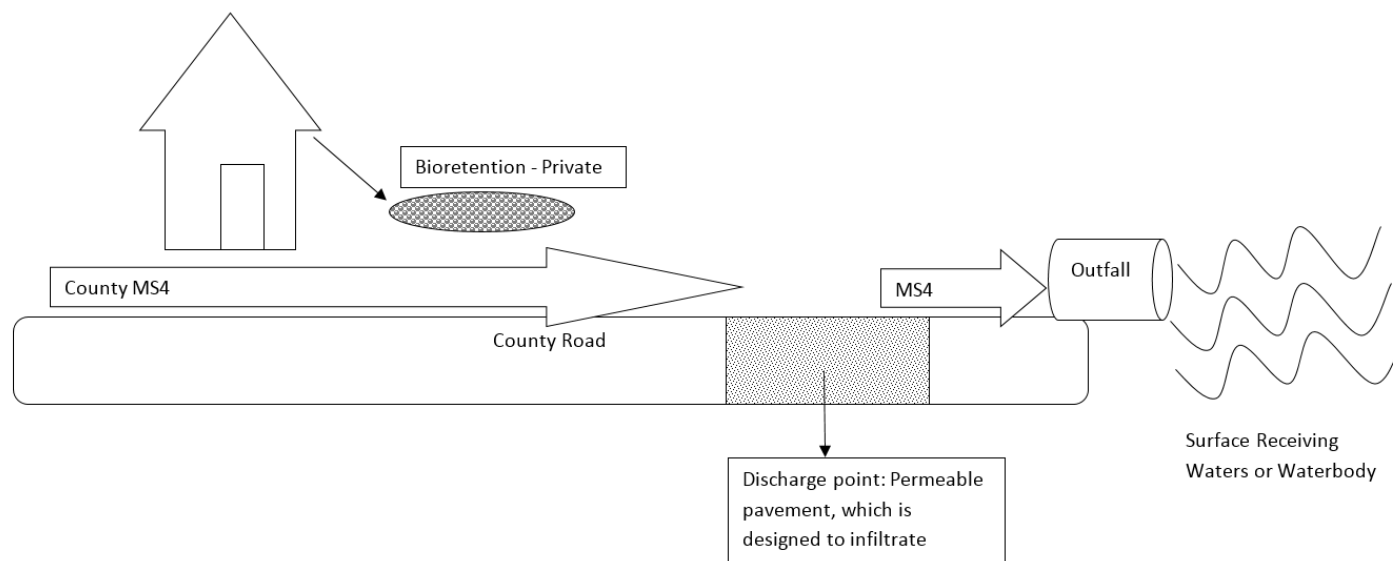 Bioretention - Private
County MS4
MS4
Outfall
County Road
Surface Receiving
Waters or Waterbody
Discharge point: Permeable
pavement, which is
designed to infiltrate